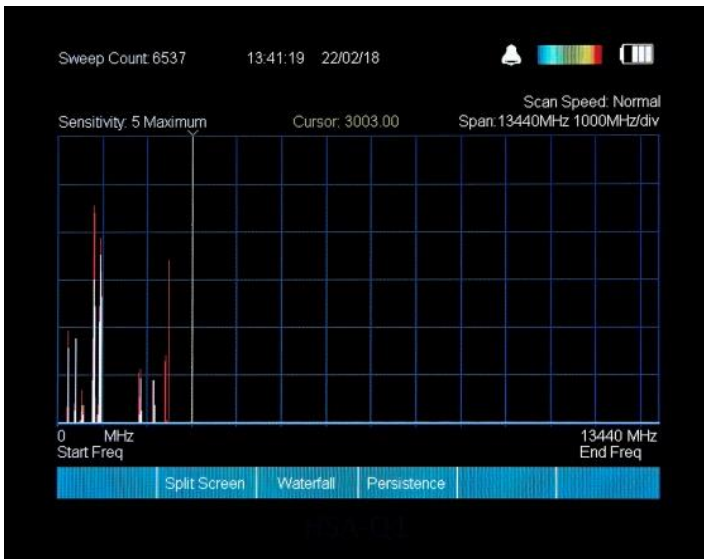 Sweep Count: 6537 13:41:19 22/02/18
Scan Speed: Normal
Sensitivity: 5 Maximum Cursor: 3003.00 Span:13440MHz 1000MHz/div
0 MHz 13440 MHz
Start Freq End Freq
Split Screen Waterfall Persistence